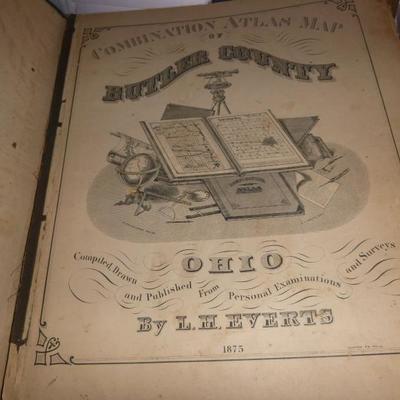 COMBINATION ATLAS MAP
OF
BUTLER COUNTY
ATLAS
OHIO
Compiled, Drawn and Published From Personal Examinations and Surveys
By L.H. EVERTS
1875